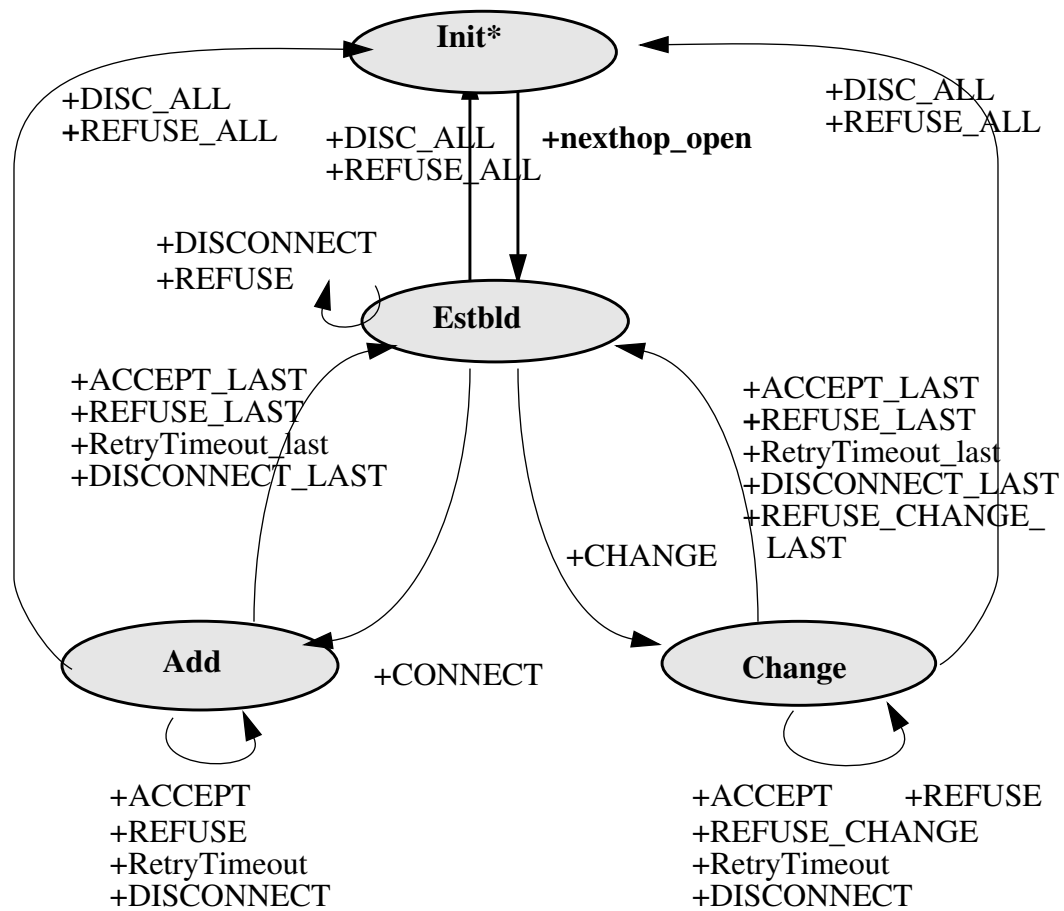 Init*
+DISC_ALL
+REFUSE_ALL
+DISC_ALL
+REFUSE_ALL
+nexthop_open
+DISC_ALL
+REFUSE_ALL
+DISCONNECT
+REFUSE
Estbld
+ACCEPT_LAST
+REFUSE_LAST
+RetryTimeout_last
+DISCONNECT_LAST
+ACCEPT_LAST
+REFUSE_LAST
+RetryTimeout_last
+DISCONNECT_LAST
+REFUSE_CHANGE_
LAST
+CHANGE
Add
+CONNECT
Change
+ACCEPT
+REFUSE
+RetryTimeout
+DISCONNECT
+ACCEPT +REFUSE
+REFUSE_CHANGE
+RetryTimeout
+DISCONNECT